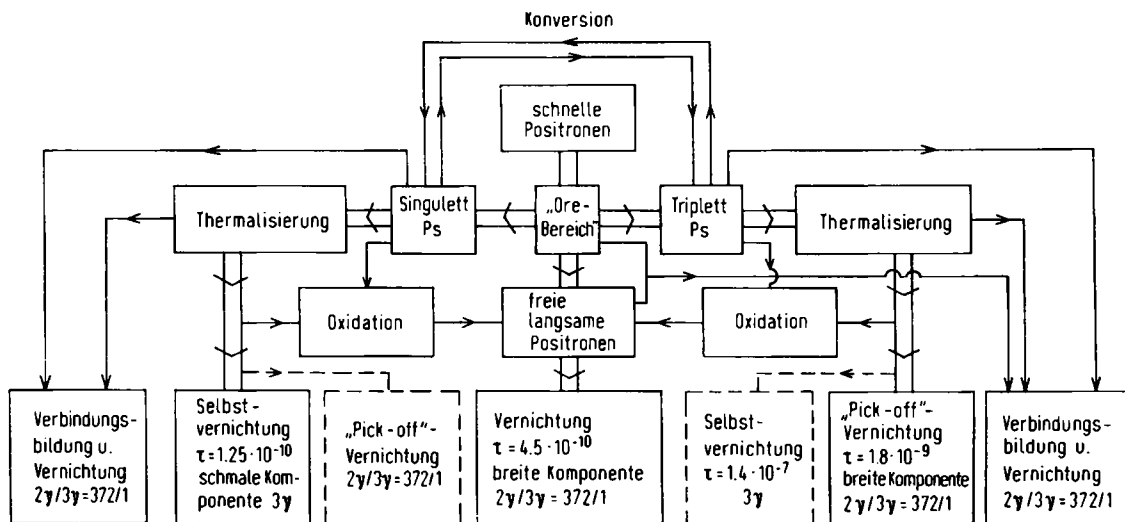 Konversion
schnelle
Positronen
Thermalisierung
Singulett
Ps
„Ore-
Bereich"
Triplett
Ps
Thermalisierung
Oxidation
freie
langsame
Positronen
Oxidation
Verbindungs-
bildung u.
Vernichtung
2γ/3γ=372/1
Selbst-
vernichtung
τ=1.25·10⁻¹⁰
schmale Kom-
ponente 3γ
„Pick-off"-
Vernichtung
2γ/3γ=372/1
Vernichtung
τ=4.5·10⁻¹⁰
breite Komponente
2γ/3γ=372/1
Selbst-
vernichtung
τ=1.4·10⁻⁷
3γ
„Pick-off"-
Vernichtung
τ=1.8·10⁻⁹
breite Komponente
2γ/3γ=372/1
Verbindungs-
bildung u.
Vernichtung
2γ/3γ=372/1